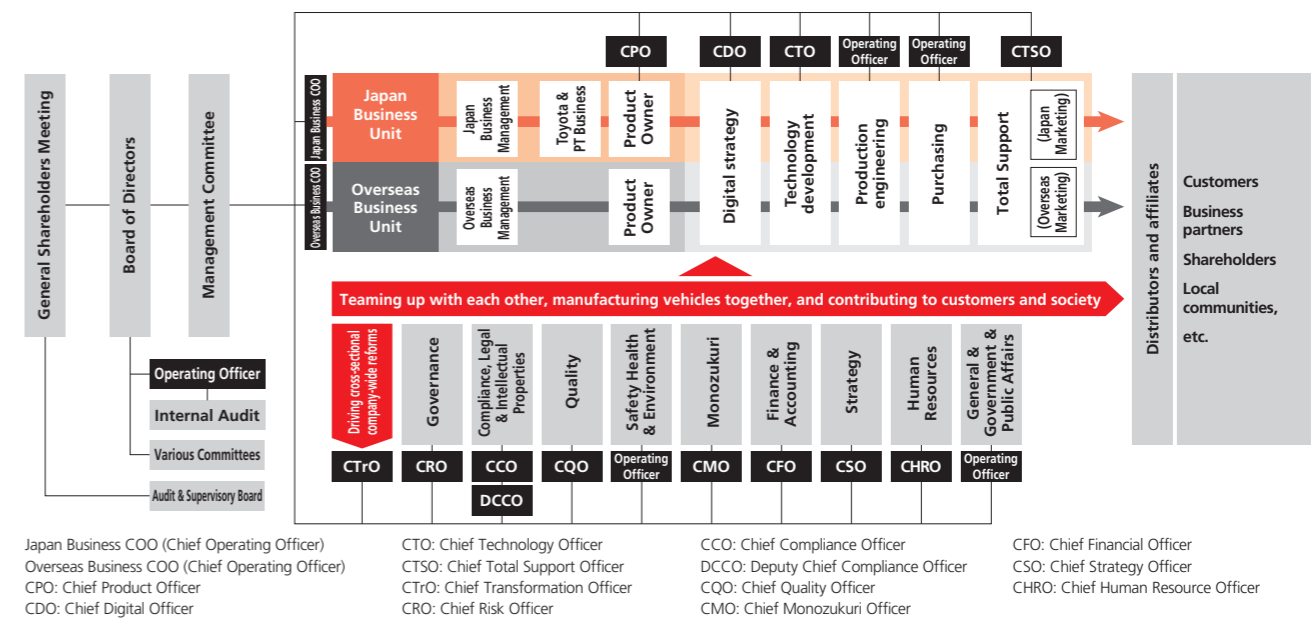 CPO
CDO
CTO
Operating
Officer
Operating
Officer
CTSO
General Shareholders Meeting
Board of Directors
Management Committee
Japan Business COO
Overseas Business COO
Japan
Business
Unit
Japan
Business
Management
Toyota &
PT Business
Product
Owner
Overseas
Business
Unit
Overseas
Business
Management
Product
Owner
Digital strategy
Technology
development
Production
engineering
Purchasing
Total Support
(Japan
Marketing)
(Overseas
Marketing)
Distributors and affiliates
Customers
Business
partners
Shareholders
Local
communities,
etc.
Teaming up with each other, manufacturing vehicles together, and contributing to customers and society
Operating Officer
Internal Audit
Various Committees
Audit & Supervisory Board
Driving cross-sectional
company-wide reforms
Governance
Compliance, Legal
& Intellectual
Properties
Quality
Safety Health
& Environment
Monozukuri
Finance &
Accounting
Strategy
Human
Resources
General &
Government &
Public Affairs
CTrO
CRO
CCO
DCCO
CQO
Operating
Officer
CMO
CFO
CSO
CHRO
Operating
Officer
Japan Business COO (Chief Operating Officer)
Overseas Business COO (Chief Operating Officer)
CPO: Chief Product Officer
CDO: Chief Digital Officer
CTO: Chief Technology Officer
CTSO: Chief Total Support Officer
CTrO: Chief Transformation Officer
CRO: Chief Risk Officer
CCO: Chief Compliance Officer
DCCO: Deputy Chief Compliance Officer
CQO: Chief Quality Officer
CMO: Chief Monozukuri Officer
CFO: Chief Financial Officer
CSO: Chief Strategy Officer
CHRO: Chief Human Resource Officer